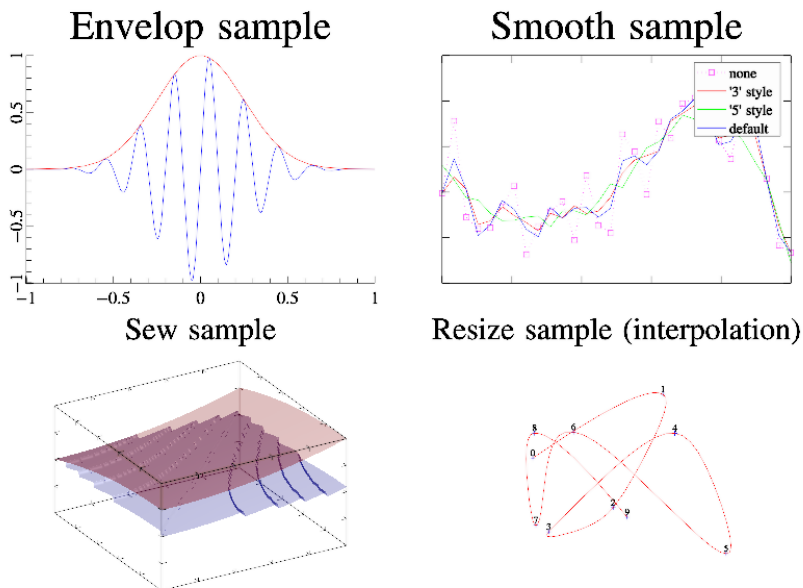 Envelop sample
Smooth sample
1
0.5
0
−0.5
−1
−1
−0.5
0
0.5
1
none
'3' style
'5' style
default
Sew sample
Resize sample (interpolation)
1
8
6
4
0
2
9
7
3
5